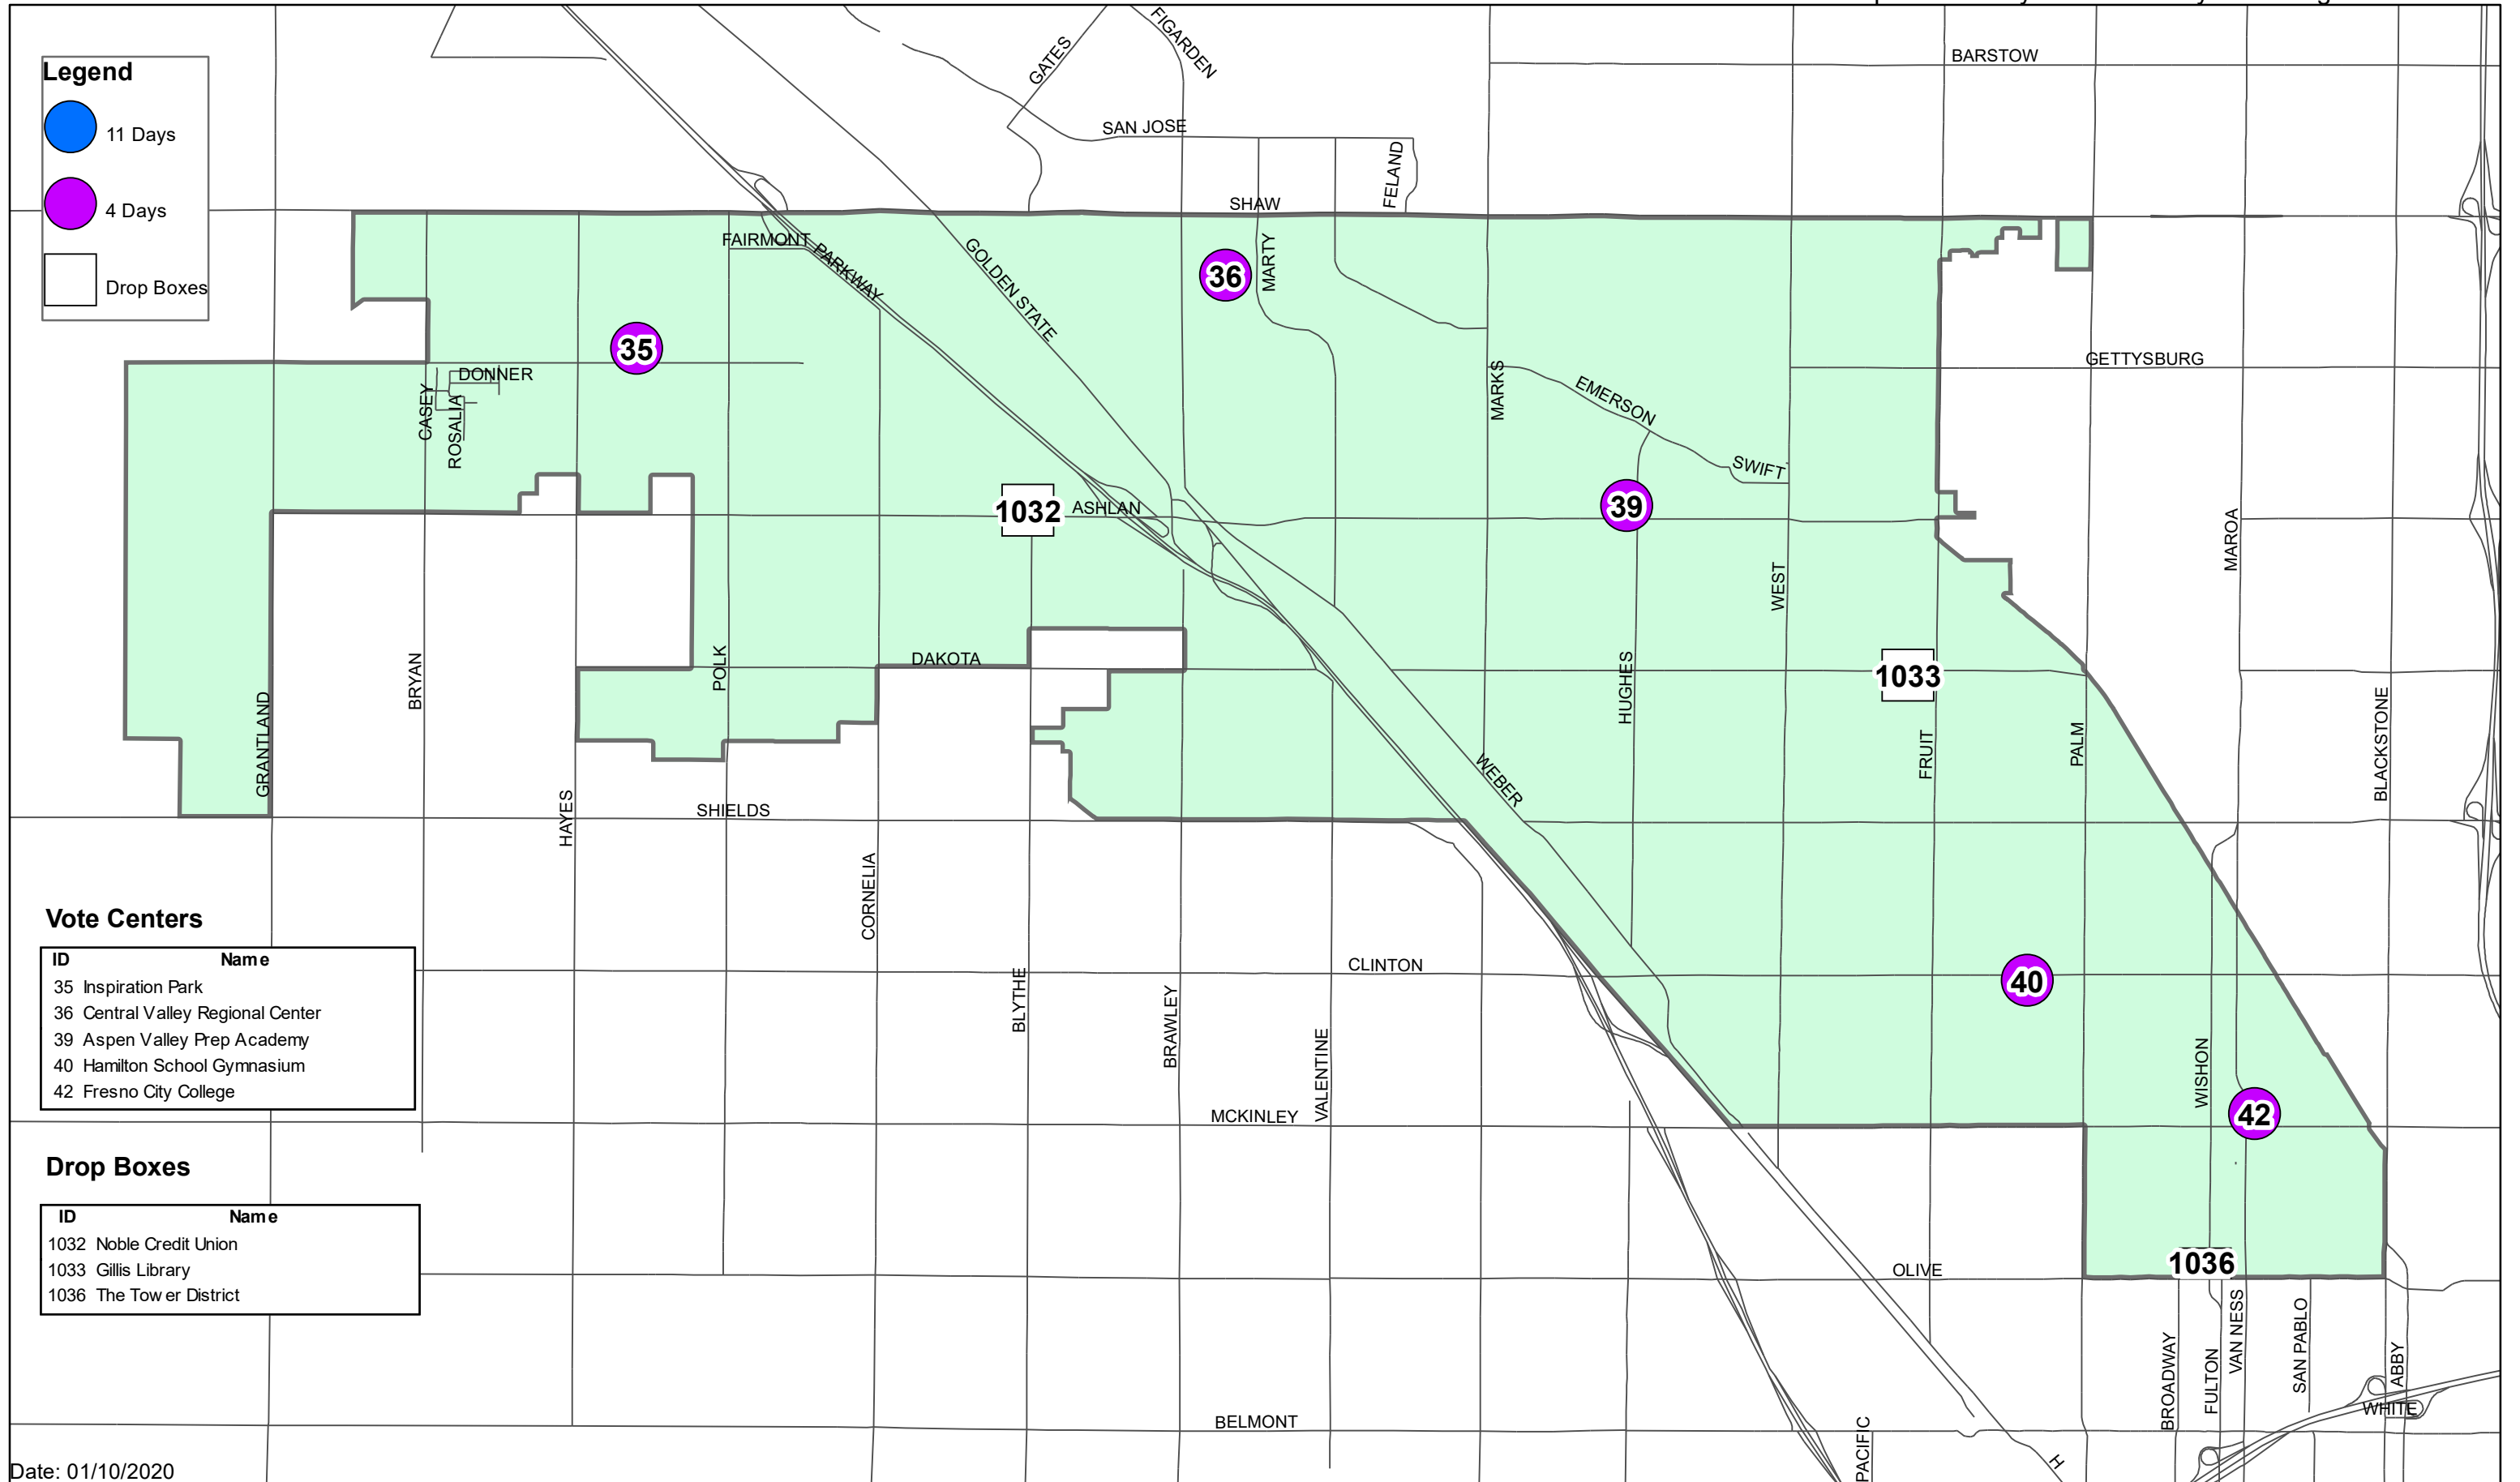 BARSTOW
FIGARDEN
GATES
Legend
11 Days
4 Days
Drop Boxes
SAN JOSE
FELAND
SHAW
FAIRMONT
PARKWAY
GOLDEN STATE
36
MARTY
35
GETTYSBURG
DONNER
CASEY
ROSALIA
MARKS
EMERSON
SWIFT
1032
ASHLAN
39
MAROA
WEST
GRANTLAND
BRYAN
POLK
DAKOTA
HUGHES
1033
FRUIT
PALM
BLACKSTONE
WEBER
HAYES
SHIELDS
CORNELIA
Vote Centers
ID Name
35 Inspiration Park
36 Central Valley Regional Center
39 Aspen Valley Prep Academy
40 Hamilton School Gymnasium
42 Fresno City College
BLYTHE
BRAWLEY
VALENTINE
CLINTON
40
WISHON
42
MCKINLEY
Drop Boxes
ID Name
1032 Noble Credit Union
1033 Gillis Library
1036 The Tower District
1036
OLIVE
BROADWAY
FULTON
VAN NESS
SAN PABLO
ABBY
WHITE
BELMONT
PACIFIC
H
Date: 01/10/2020